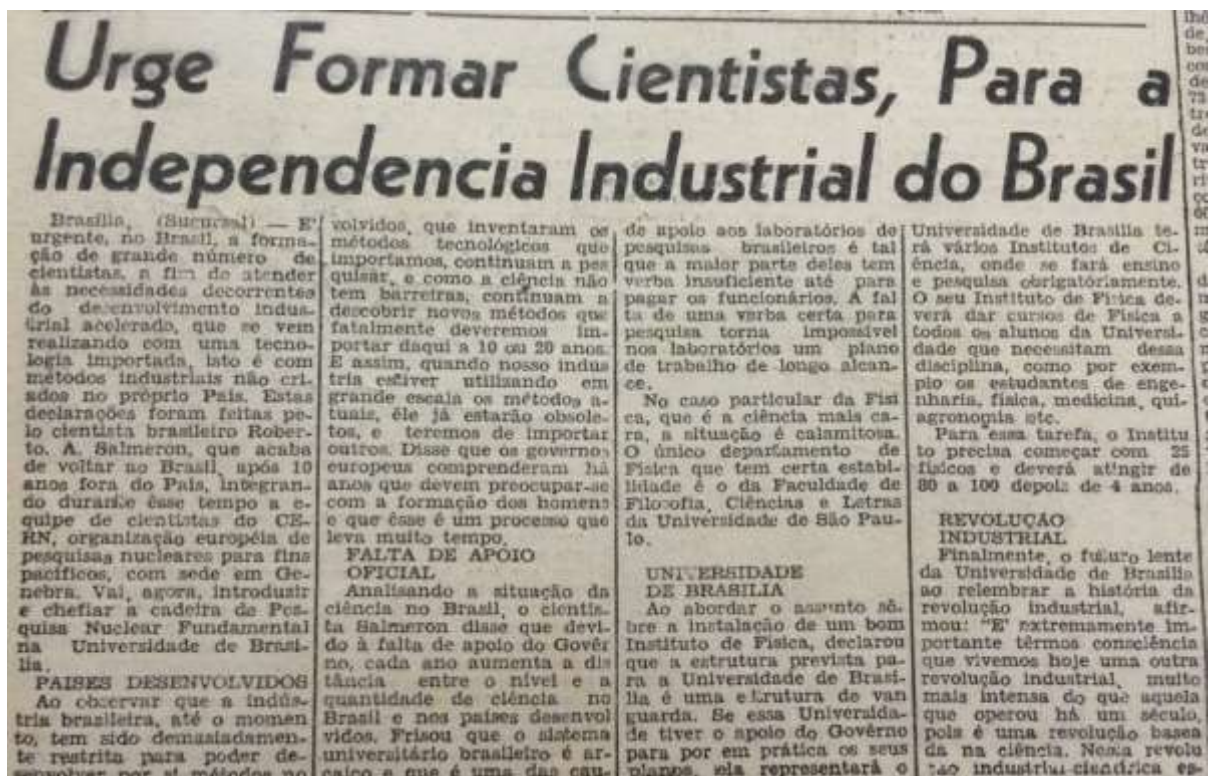 Urge Formar Cientistas, Para a
Independencia Industrial do Brasil
Brasília, (Sucursal) — E'
urgente, no Brasil, a forma-
ção de grande número de
cientistas, a fim de atender
às necessidades decorrentes
do desenvolvimento indus-
trial acelerado, que se vem
realizando com uma tecno-
logia importada, isto é com
métodos industriais não cri-
ados no próprio País. Estas
declarações foram feitas pe-
lo cientista brasileiro Rober-
to. A. Salmeron, que acaba
de voltar ao Brasil, após 10
anos fora do País, integran-
do durante êsse tempo a e-
quipe de cientistas do CE-
RN, organização européia de
pesquisas nucleares para fins
pacíficos, com sede em Ge-
nebra. Vai, agora, introduzir
e chefiar a cadeira de Pes-
quisa Nuclear Fundamental
na Universidade de Brasí-
lia.
PAISES DESENVOLVIDOS
Ao observar que a indús-
tria brasileira, até o momen
to, tem sido demasiadamen-
te restrita para poder de-
senvolver por si métodos no
volvidos, que inventaram os
métodos tecnológicos que
importamos, continuam a pes
quisar, e como a ciência não
tem barreiras, continuam a
descobrir novos métodos que
fatalmente deveremos im-
portar daqui a 10 ou 20 anos.
E assim, quando nosso indus
tria estiver utilizando em
grande escala os métodos a-
tuais, êle já estarão obsole-
tos, e teremos de importar
outros. Disse que os governos
europeus comprenderam há
anos que devem preocupar-se
com a formação dos homens
e que êsse é um processo que
leva muito tempo.
FALTA DE APÔIO
OFICIAL
Analisando a situação da
ciência no Brasil, o cientis-
ta Salmeron disse que devi-
do à falta de apoio do Govêr
no, cada ano aumenta a dis
tância entre o nível e a
quantidade de ciência no
Brasil e nos países desenvol
vidos. Frisou que o sistema
universitário brasileiro é ar-
caico e que é uma das cau-
de apoio aos laboratórios de
pesquisas brasileiros é tal
que a maior parte deles tem
verba insuficiente até para
pagar os funcionários. A fal
ta de uma verba certa para
pesquisa torna impossível
nos laboratórios um plano
de trabalho de longo alcan-
ce.
No caso particular da Físi
ca, que é a ciência mais ca-
ra, a situação é calamitosa.
O único departamento de
Física que tem certa estabi-
lidade é o da Faculdade de
Filosofia, Ciências e Letras
da Universidade de São Pau-
lo.
UNIVERSIDADE
DE BRASILIA
Ao abordar o assunto sô-
bre a instalação de um bom
Instituto de Física, declarou
que a estrutura prevista pa-
ra a Universidade de Brasí-
lia é uma estrutura de van
guarda. Se essa Universida-
de tiver o apoio do Govêrno
para por em prática os seus
planos, ela representará o
Universidade de Brasília te-
rá vários Institutos de Ci-
ência, onde se fará ensino
e pesquisa obrigatòriamente.
O seu Instituto de Física de-
verá dar cursos de Física a
todos os alunos da Universi-
dade que necessitam dessa
disciplina, como por exem-
plo os estudantes de enge-
nharia, física, medicina, quí-
agronomia etc.
Para essa tarefa, o Institu
to precisa começar com 25
físicos e deverá atingir de
80 a 100 depois de 4 anos.
REVOLUÇÃO
INDUSTRIAL
Finalmente, o futuro lente
da Universidade de Brasília
ao relembrar a história da
revolução industrial, afir-
mou: "E' extremamente im-
portante têrmos consciência
que vivemos hoje uma outra
revolução industrial, muito
mais intensa do que aquela
que operou há um século,
pois é uma revolução basea
da na ciência. Nessa revolu
ção industrial-científica es-